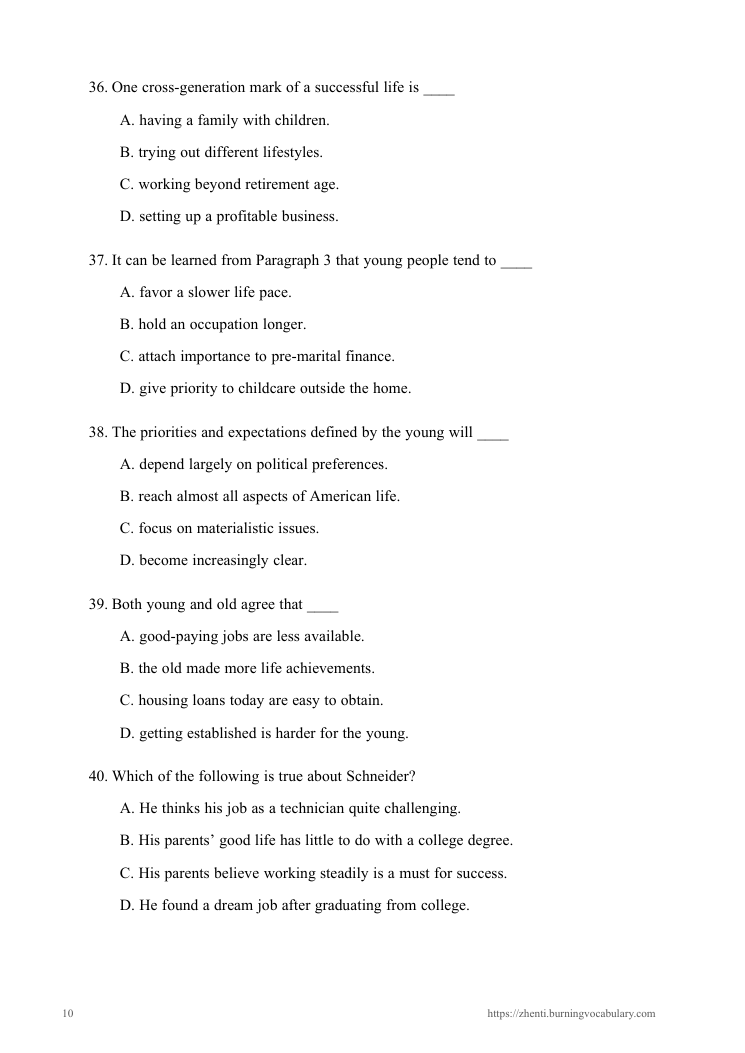 36. One cross-generation mark of a successful life is ____
A. having a family with children.
B. trying out different lifestyles.
C. working beyond retirement age.
D. setting up a profitable business.
37. It can be learned from Paragraph 3 that young people tend to ____
A. favor a slower life pace.
B. hold an occupation longer.
C. attach importance to pre-marital finance.
D. give priority to childcare outside the home.
38. The priorities and expectations defined by the young will ____
A. depend largely on political preferences.
B. reach almost all aspects of American life.
C. focus on materialistic issues.
D. become increasingly clear.
39. Both young and old agree that ____
A. good-paying jobs are less available.
B. the old made more life achievements.
C. housing loans today are easy to obtain.
D. getting established is harder for the young.
40. Which of the following is true about Schneider?
A. He thinks his job as a technician quite challenging.
B. His parents’ good life has little to do with a college degree.
C. His parents believe working steadily is a must for success.
D. He found a dream job after graduating from college.
10
https://zhenti.burningvocabulary.com